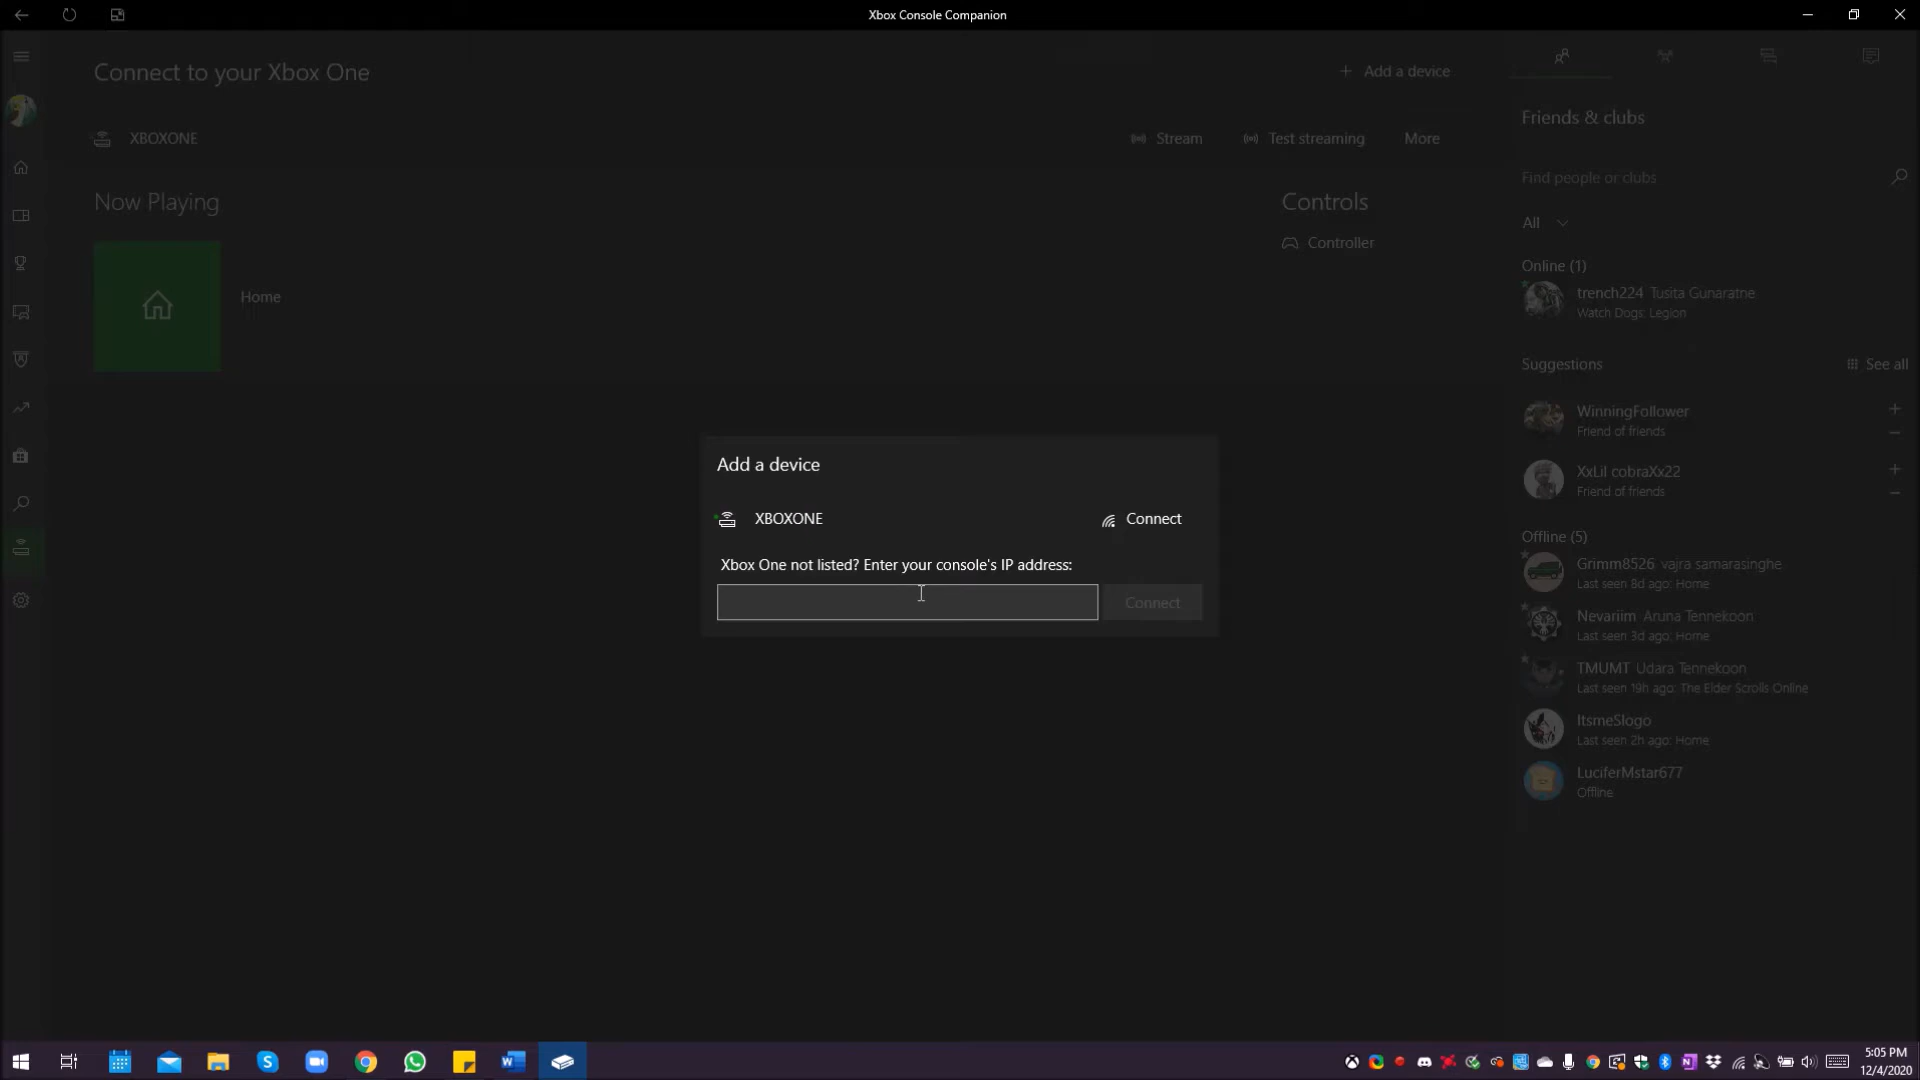 Xbox Console Companion
Connect to your Xbox One
Add a device
XBOXONE
Stream
Test streaming
More
Now Playing
Home
Controls
Controller
Friends & clubs
Find people or clubs
All
Online (1)
trench224 Tusita Gunaratne
Watch Dogs: Legion
Suggestions
See all
WinningFollower
Friend of friends
XxLil cobraXx22
Friend of friends
Offline (5)
Grimm8526 vajra samarasinghe
Last seen 8d ago: Home
Nevariim Aruna Tennekoon
Last seen 3d ago: Home
TMUMT Udara Tennekoon
Last seen 19h ago: The Elder Scrolls Online
ItsmeSlogo
Last seen 2h ago: Home
LuciferMstar677
Offline
Add a device
XBOXONE
Connect
Xbox One not listed? Enter your console's IP address:
Connect
5:05 PM
12/4/2020